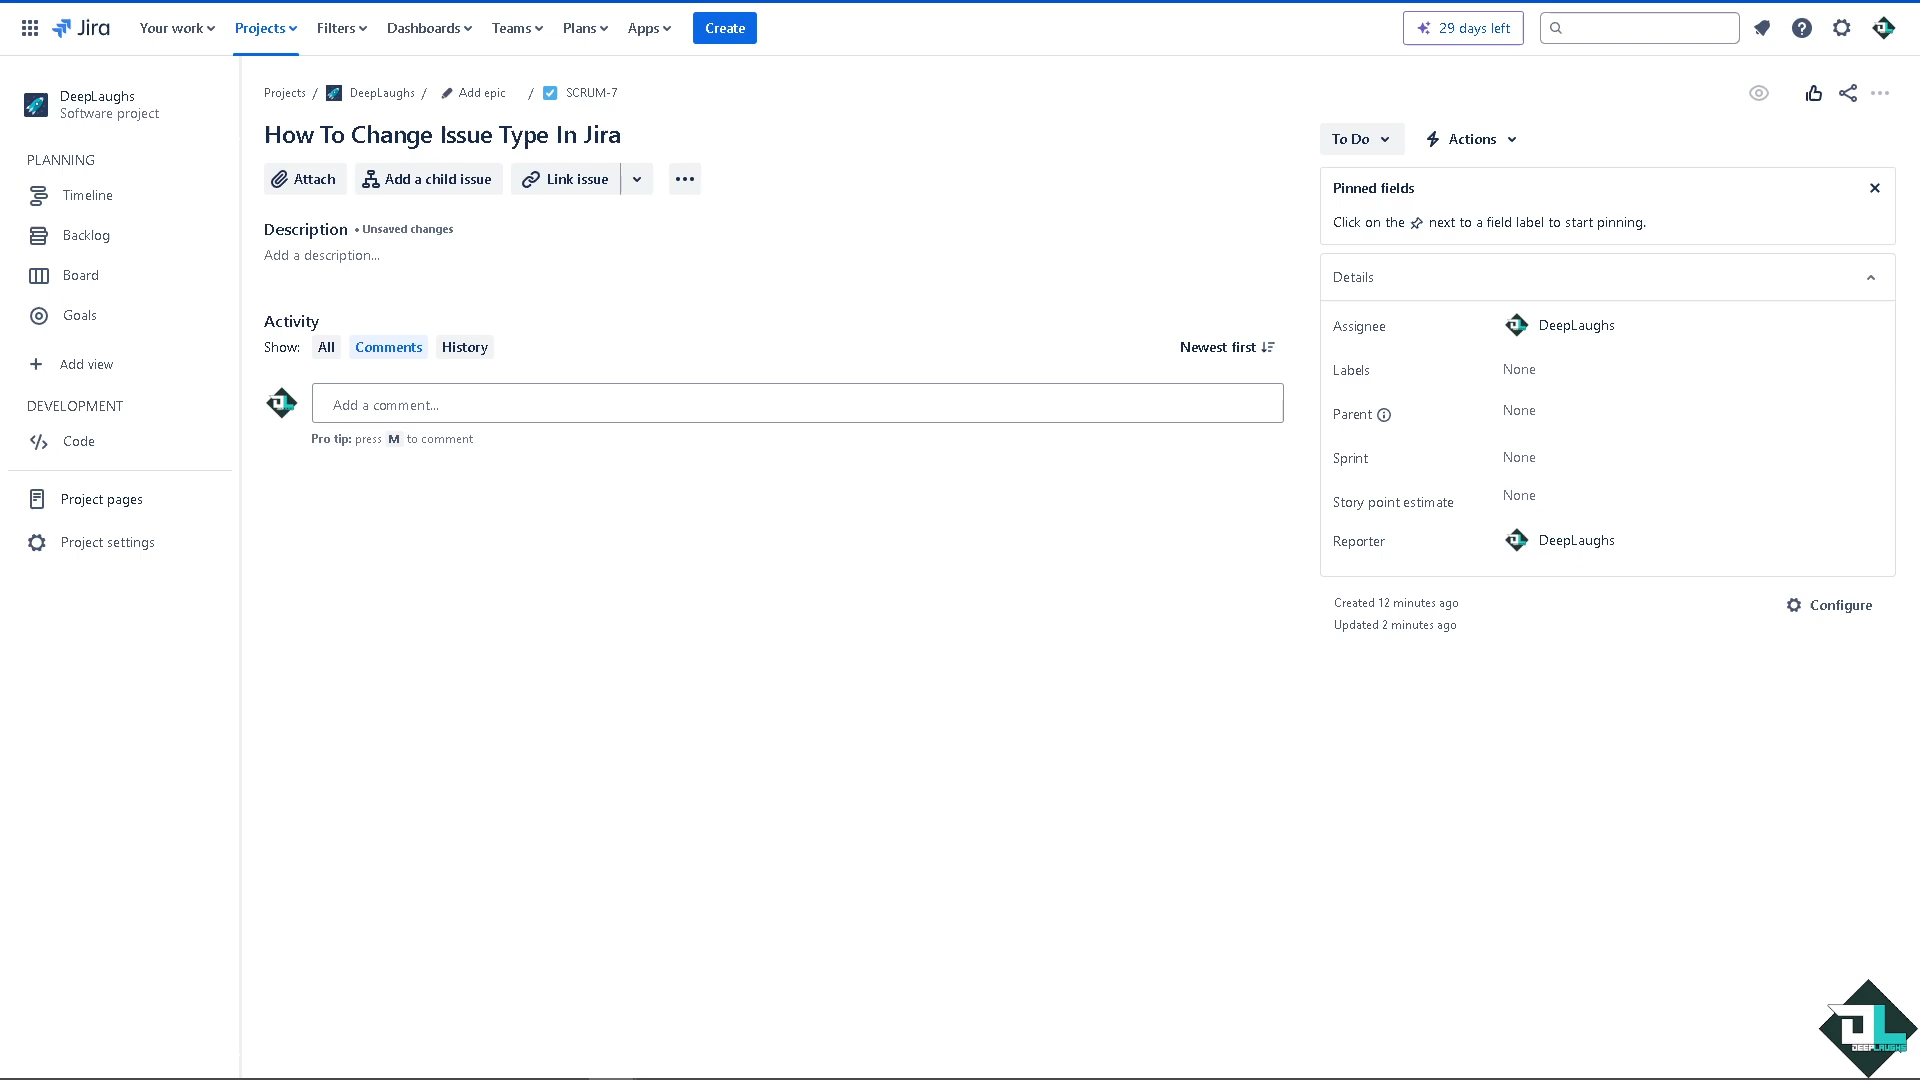 Jira
Your work
Projects
Filters
Dashboards
Teams
Plans
Apps
Create
29 days left
DeepLaughs
Software project
PLANNING
Timeline
Backlog
Board
Goals
Add view
DEVELOPMENT
Code
Project pages
Project settings
Projects / DeepLaughs / Add epic / SCRUM-7
How To Change Issue Type In Jira
Attach
Add a child issue
Link issue
Description • Unsaved changes
Add a description...
Activity
Show: All Comments History
Newest first
Add a comment...
Pro tip: press M to comment
To Do
Actions
Pinned fields
Click on the next to a field label to start pinning.
Details
Assignee DeepLaughs
Labels None
Parent None
Sprint None
Story point estimate None
Reporter DeepLaughs
Created 12 minutes ago
Updated 2 minutes ago
Configure
DL
DEEPLAUGHS